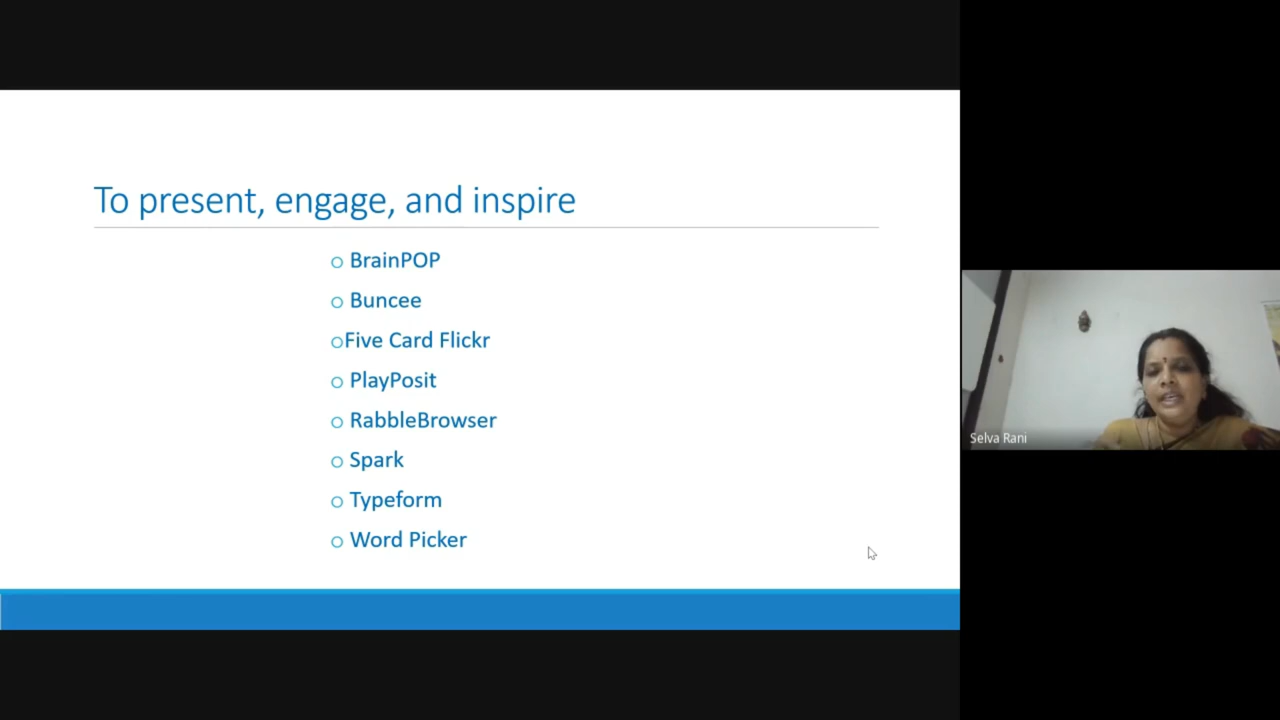 To present, engage, and inspire
BrainPOP
Buncee
Five Card Flickr
PlayPosit
RabbleBrowser
Spark
Typeform
Word Picker
Selva Rani